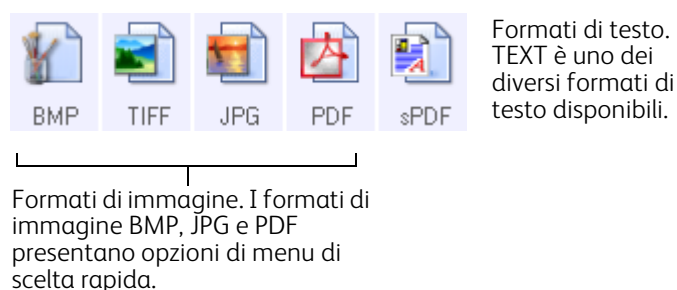 BMP TIFF JPG PDF sPDF
Formati di testo.
TEXT è uno dei
diversi formati di
testo disponibili.
Formati di immagine. I formati di
immagine BMP, JPG e PDF
presentano opzioni di menu di
scelta rapida.